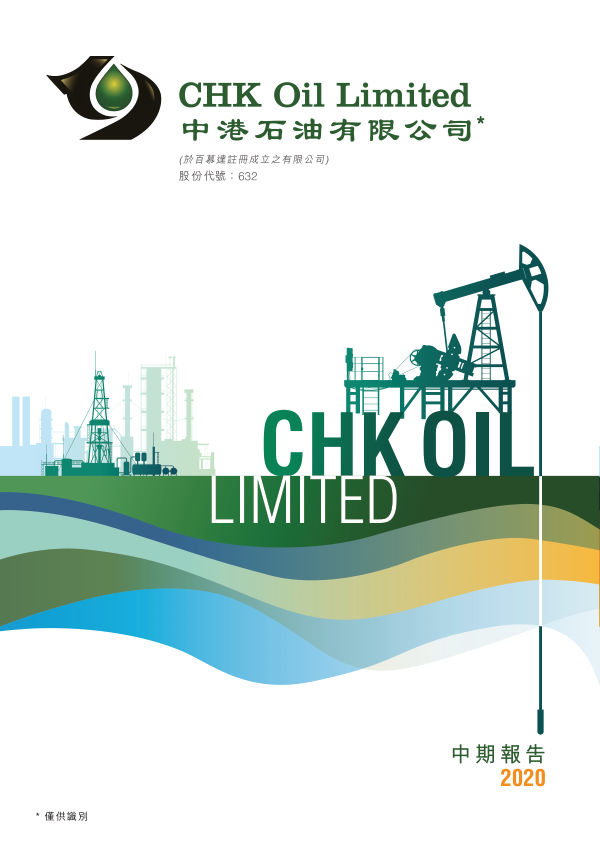 CHK Oil Limited
中港石油有限公司*
(於百慕達註冊成立之有限公司)
股份代號：632
CHK OIL
LIMITED
中期報告
2020
* 僅供識別